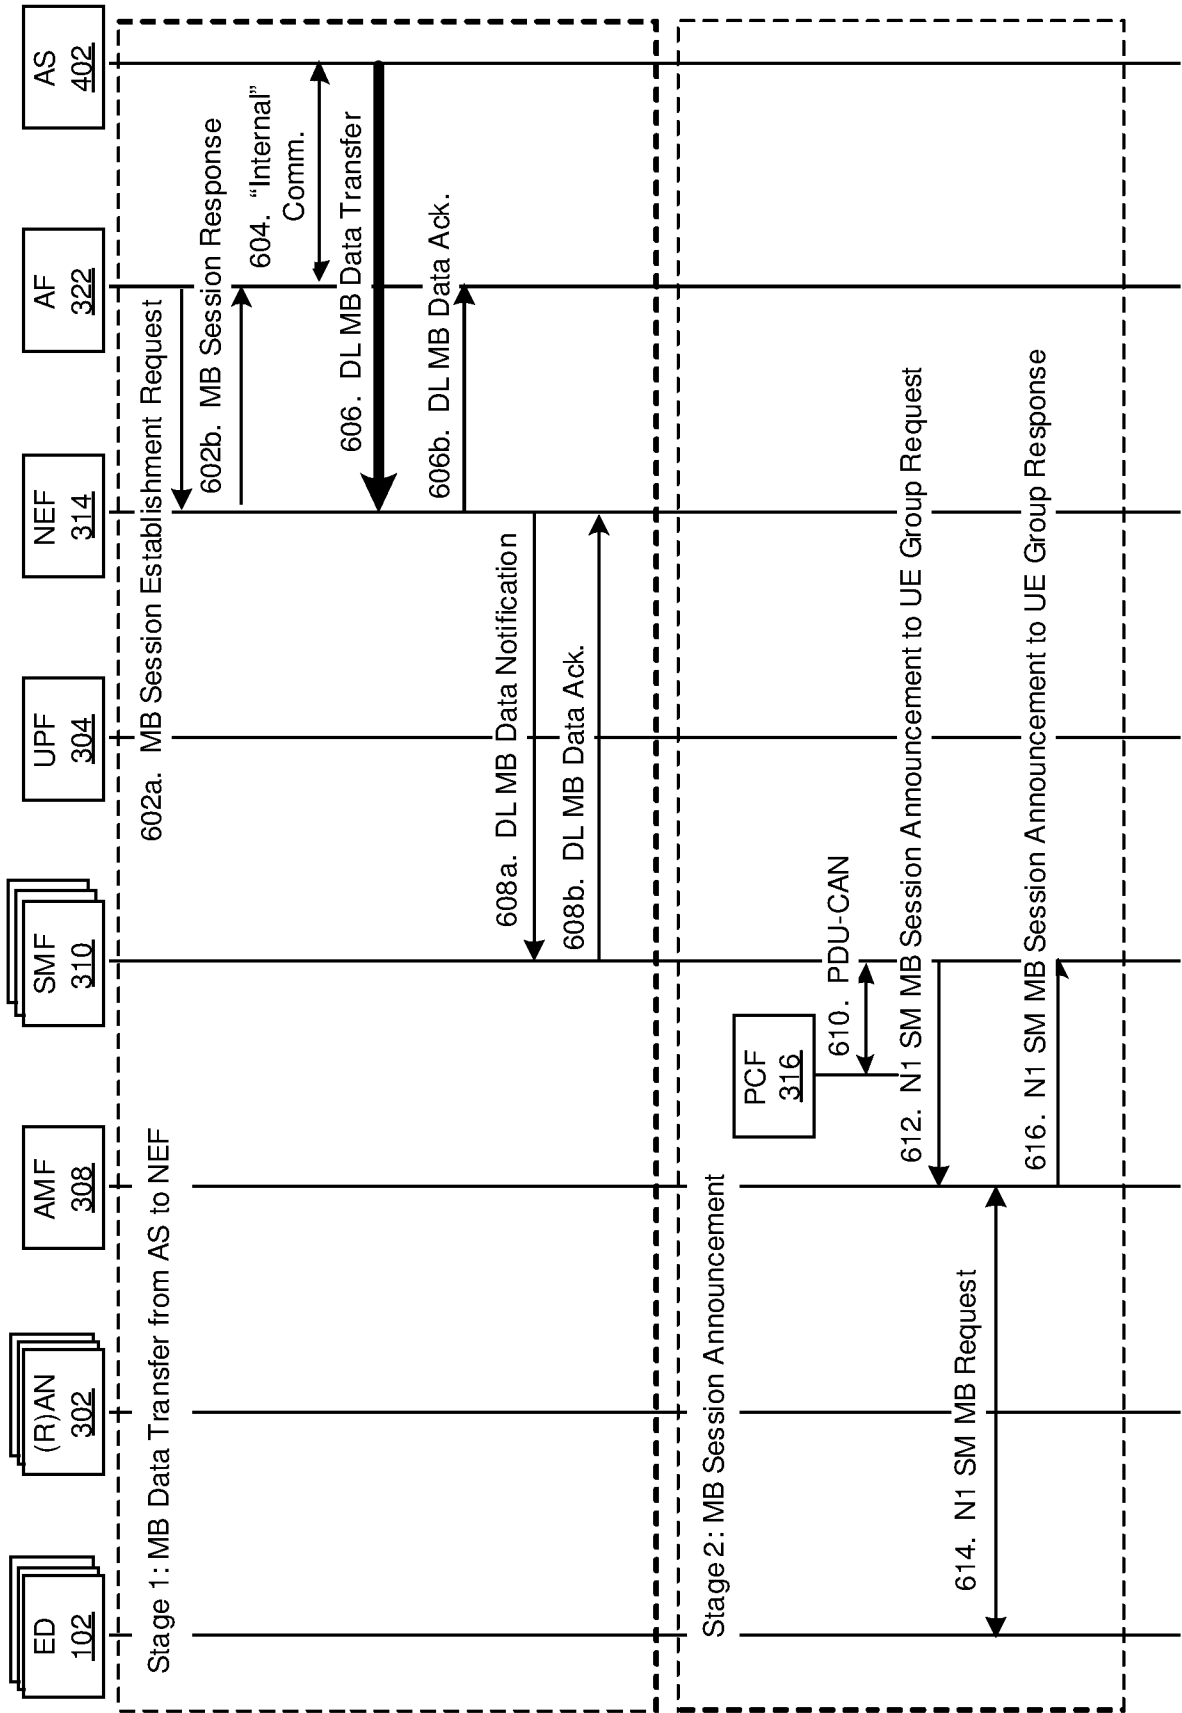 ED
102
(R)AN
302
AMF
308
SMF
310
UPF
304
NEF
314
AF
322
AS
402
Stage 1: MB Data Transfer from AS to NEF
602a. MB Session Establishment Request
602b. MB Session Response
604. “Internal”
Comm.
606. DL MB Data Transfer
606b. DL MB Data Ack.
608a. DL MB Data Notification
608b. DL MB Data Ack.
Stage 2: MB Session Announcement
PCF
316
610. PDU-CAN
612. N1 SM MB Session Announcement to UE Group Request
614. N1 SM MB Request
616. N1 SM MB Session Announcement to UE Group Response